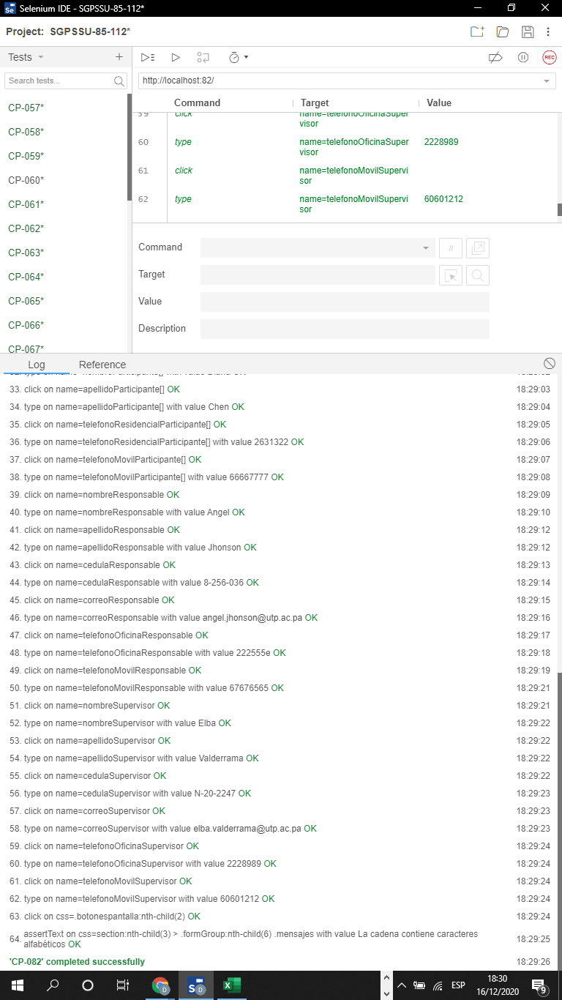 Selenium IDE - SGPSSU-85-112*
Project: SGPSSU-85-112*
Tests
REC
Search tests...
http://localhost:82/
Command Target Value
CP-057*
CP-058*
CP-059*
CP-060*
CP-061*
CP-062*
CP-063*
CP-064*
CP-065*
CP-066*
CP-067*
59 click name=telefonoOficinaSuper
visor
60 type name=telefonoOficinaSuper
visor 2228989
61 click name=telefonoMovilSupervi
sor
62 type name=telefonoMovilSupervi
sor 60601212
Command
//
Target
Value
Description
Log Reference
33. click on name=apellidoParticipante[] OK 18:29:03
34. type on name=apellidoParticipante[] with value Chen OK 18:29:04
35. click on name=telefonoResidencialParticipante[] OK 18:29:05
36. type on name=telefonoResidencialParticipante[] with value 2631322 OK 18:29:06
37. click on name=telefonoMovilParticipante[] OK 18:29:07
38. type on name=telefonoMovilParticipante[] with value 66667777 OK 18:29:08
39. click on name=nombreResponsable OK 18:29:09
40. type on name=nombreResponsable with value Angel OK 18:29:10
41. click on name=apellidoResponsable OK 18:29:12
42. type on name=apellidoResponsable with value Jhonson OK 18:29:12
43. click on name=cedulaResponsable OK 18:29:13
44. type on name=cedulaResponsable with value 8-256-036 OK 18:29:14
45. click on name=correoResponsable OK 18:29:15
46. type on name=correoResponsable with value angel.jhonson@utp.ac.pa OK 18:29:16
47. click on name=telefonoOficinaResponsable OK 18:29:17
48. type on name=telefonoOficinaResponsable with value 222555e OK 18:29:18
49. click on name=telefonoMovilResponsable OK 18:29:19
50. type on name=telefonoMovilResponsable with value 67676565 OK 18:29:21
51. click on name=nombreSupervisor OK 18:29:21
52. type on name=nombreSupervisor with value Elba OK 18:29:22
53. click on name=apellidoSupervisor OK 18:29:22
54. type on name=apellidoSupervisor with value Valderrama OK 18:29:22
55. click on name=cedulaSupervisor OK 18:29:22
56. type on name=cedulaSupervisor with value N-20-2247 OK 18:29:23
57. click on name=correoSupervisor OK 18:29:23
58. type on name=correoSupervisor with value elba.valderrama@utp.ac.pa OK 18:29:23
59. click on name=telefonoOficinaSupervisor OK 18:29:24
60. type on name=telefonoOficinaSupervisor with value 2228989 OK 18:29:24
61. click on name=telefonoMovilSupervisor OK 18:29:24
62. type on name=telefonoMovilSupervisor with value 60601212 OK 18:29:24
63. click on css=.botonespantalla:nth-child(2) OK 18:29:24
64. assertText on css=section:nth-child(3) > .formGroup:nth-child(6) .mensajes with value La cadena contiene caracteres
alfabéticos OK 18:29:25
'CP-082' completed successfully 18:29:26
ESP
18:30
16/12/2020
9